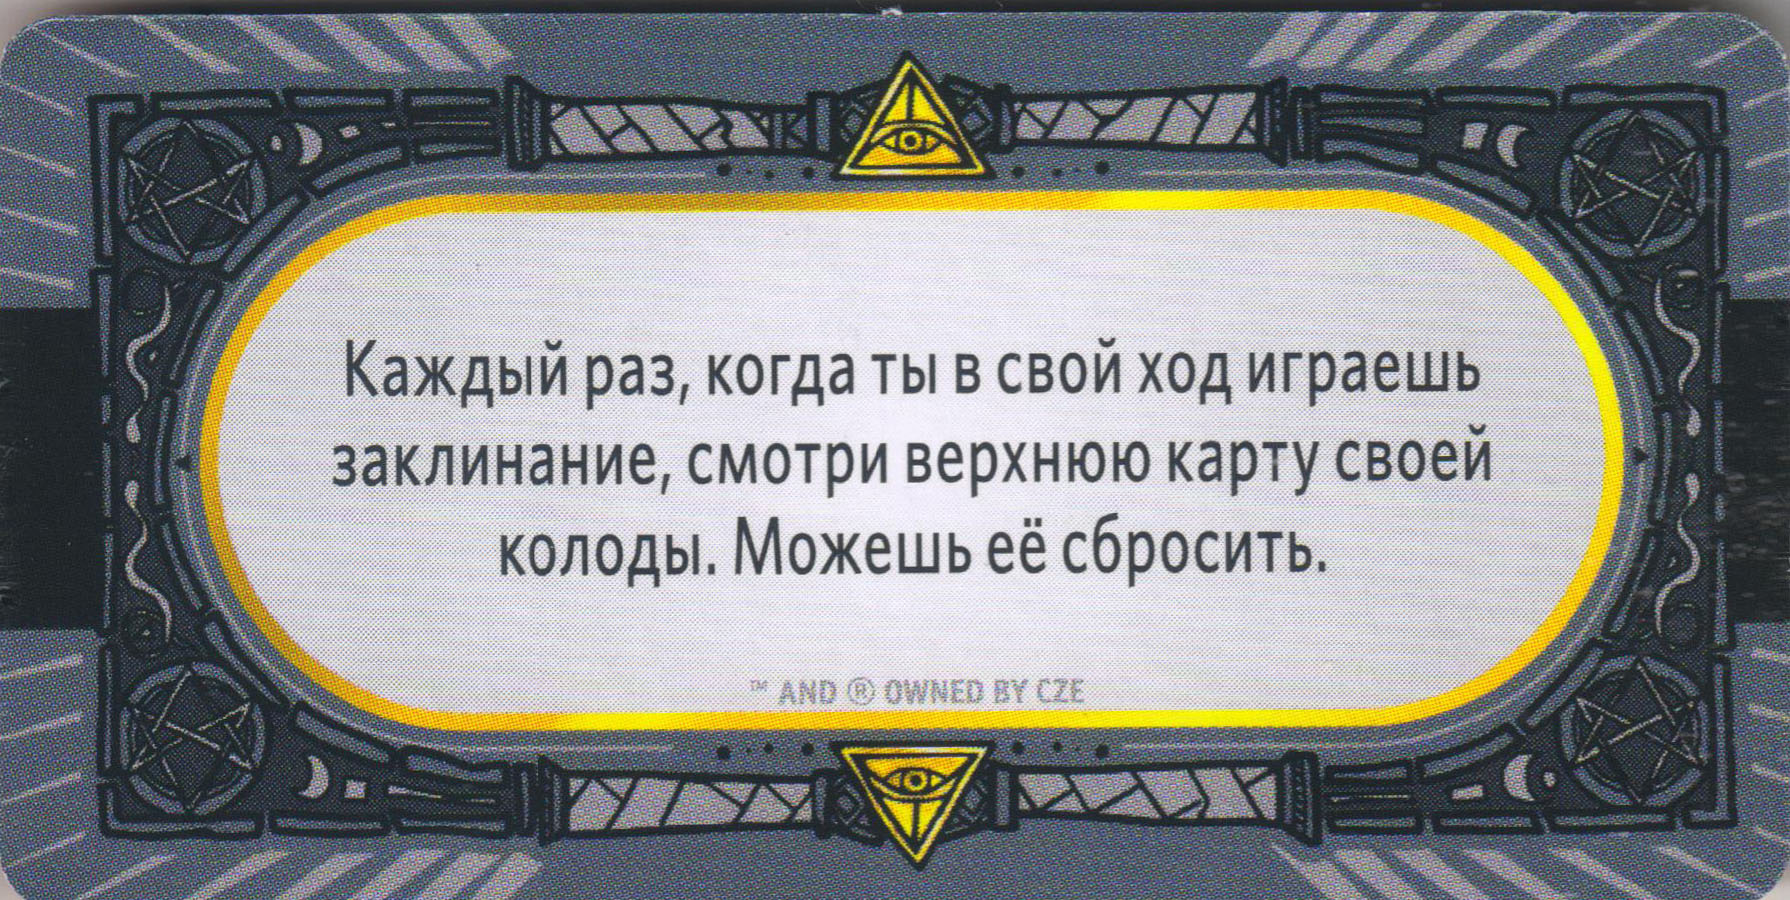 Каждый раз, когда ты в свой ход играешь
заклинание, смотри верхнюю карту своей
колоды. Можешь её сбросить.
™ AND ® OWNED BY CZE